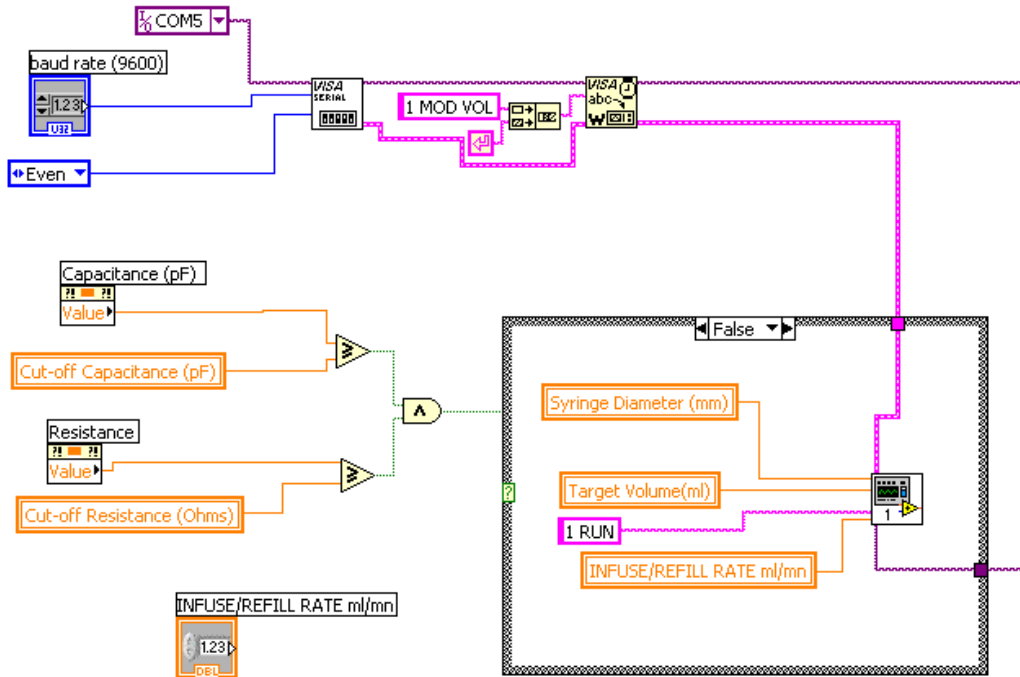 COM5
baud rate (9600)
1.23
U32
Even
VISA
SERIAL
1 MOD VOL
VISA
abc
W
Capacitance (pF)
?! ?!
Value
Cut-off Capacitance (pF)
Resistance
?! ?!
Value
Cut-off Resistance (Ohms)
False
?
Syringe Diameter (mm)
Target Volume(ml)
1 RUN
1
INFUSE/REFILL RATE ml/mn
INFUSE/REFILL RATE ml/mn
1.23
DBL